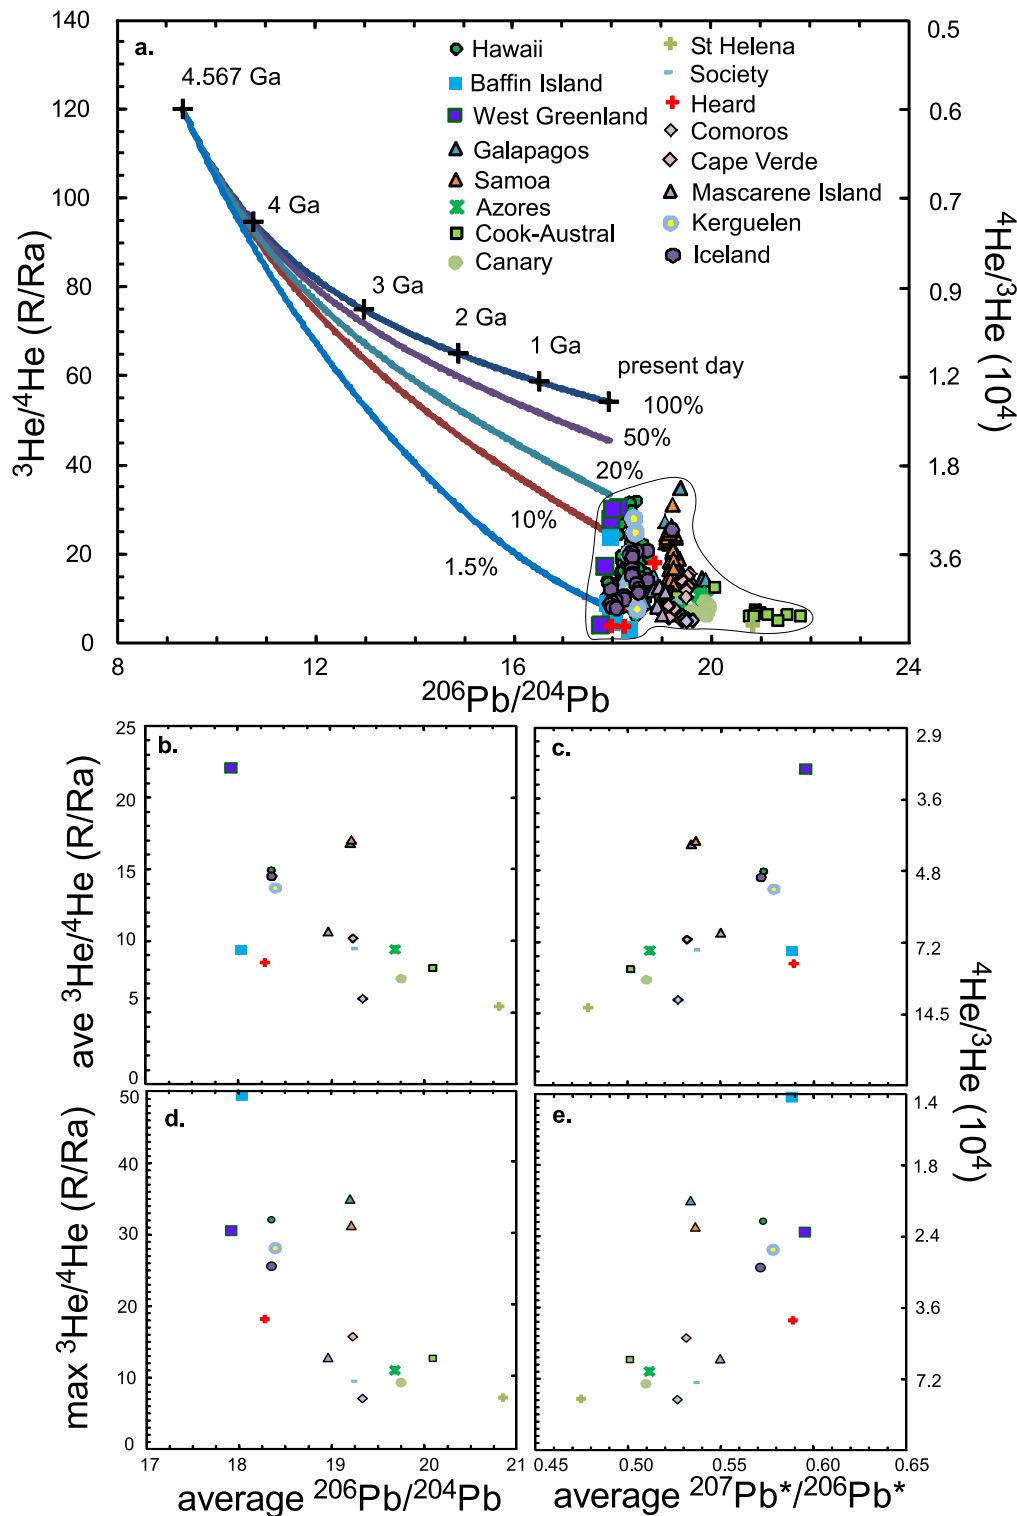 a.
140
120
100
80
60
40
20
0
³He/⁴He (R/Ra)
8
12
16
20
24
²⁰⁶Pb/²⁰⁴Pb
0.5
0.6
0.7
0.9
1.2
1.8
3.6
⁴He/³He (10⁴)
4.567 Ga
4 Ga
3 Ga
2 Ga
1 Ga
present day
100%
50%
20%
10%
1.5%
Hawaii
Baffin Island
West Greenland
Galapagos
Samoa
Azores
Cook-Austral
Canary
St Helena
Society
Heard
Comoros
Cape Verde
Mascarene Island
Kerguelen
Iceland
b.
25
20
15
10
5
0
ave ³He/⁴He (R/Ra)
c.
2.9
3.6
4.8
7.2
14.5
⁴He/³He (10⁴)
d.
50
40
30
20
10
0
max ³He/⁴He (R/Ra)
17
18
19
20
21
average ²⁰⁶Pb/²⁰⁴Pb
e.
1.4
1.8
2.4
3.6
7.2
0.45
0.50
0.55
0.60
0.65
average ²⁰⁷Pb*/²⁰⁶Pb*